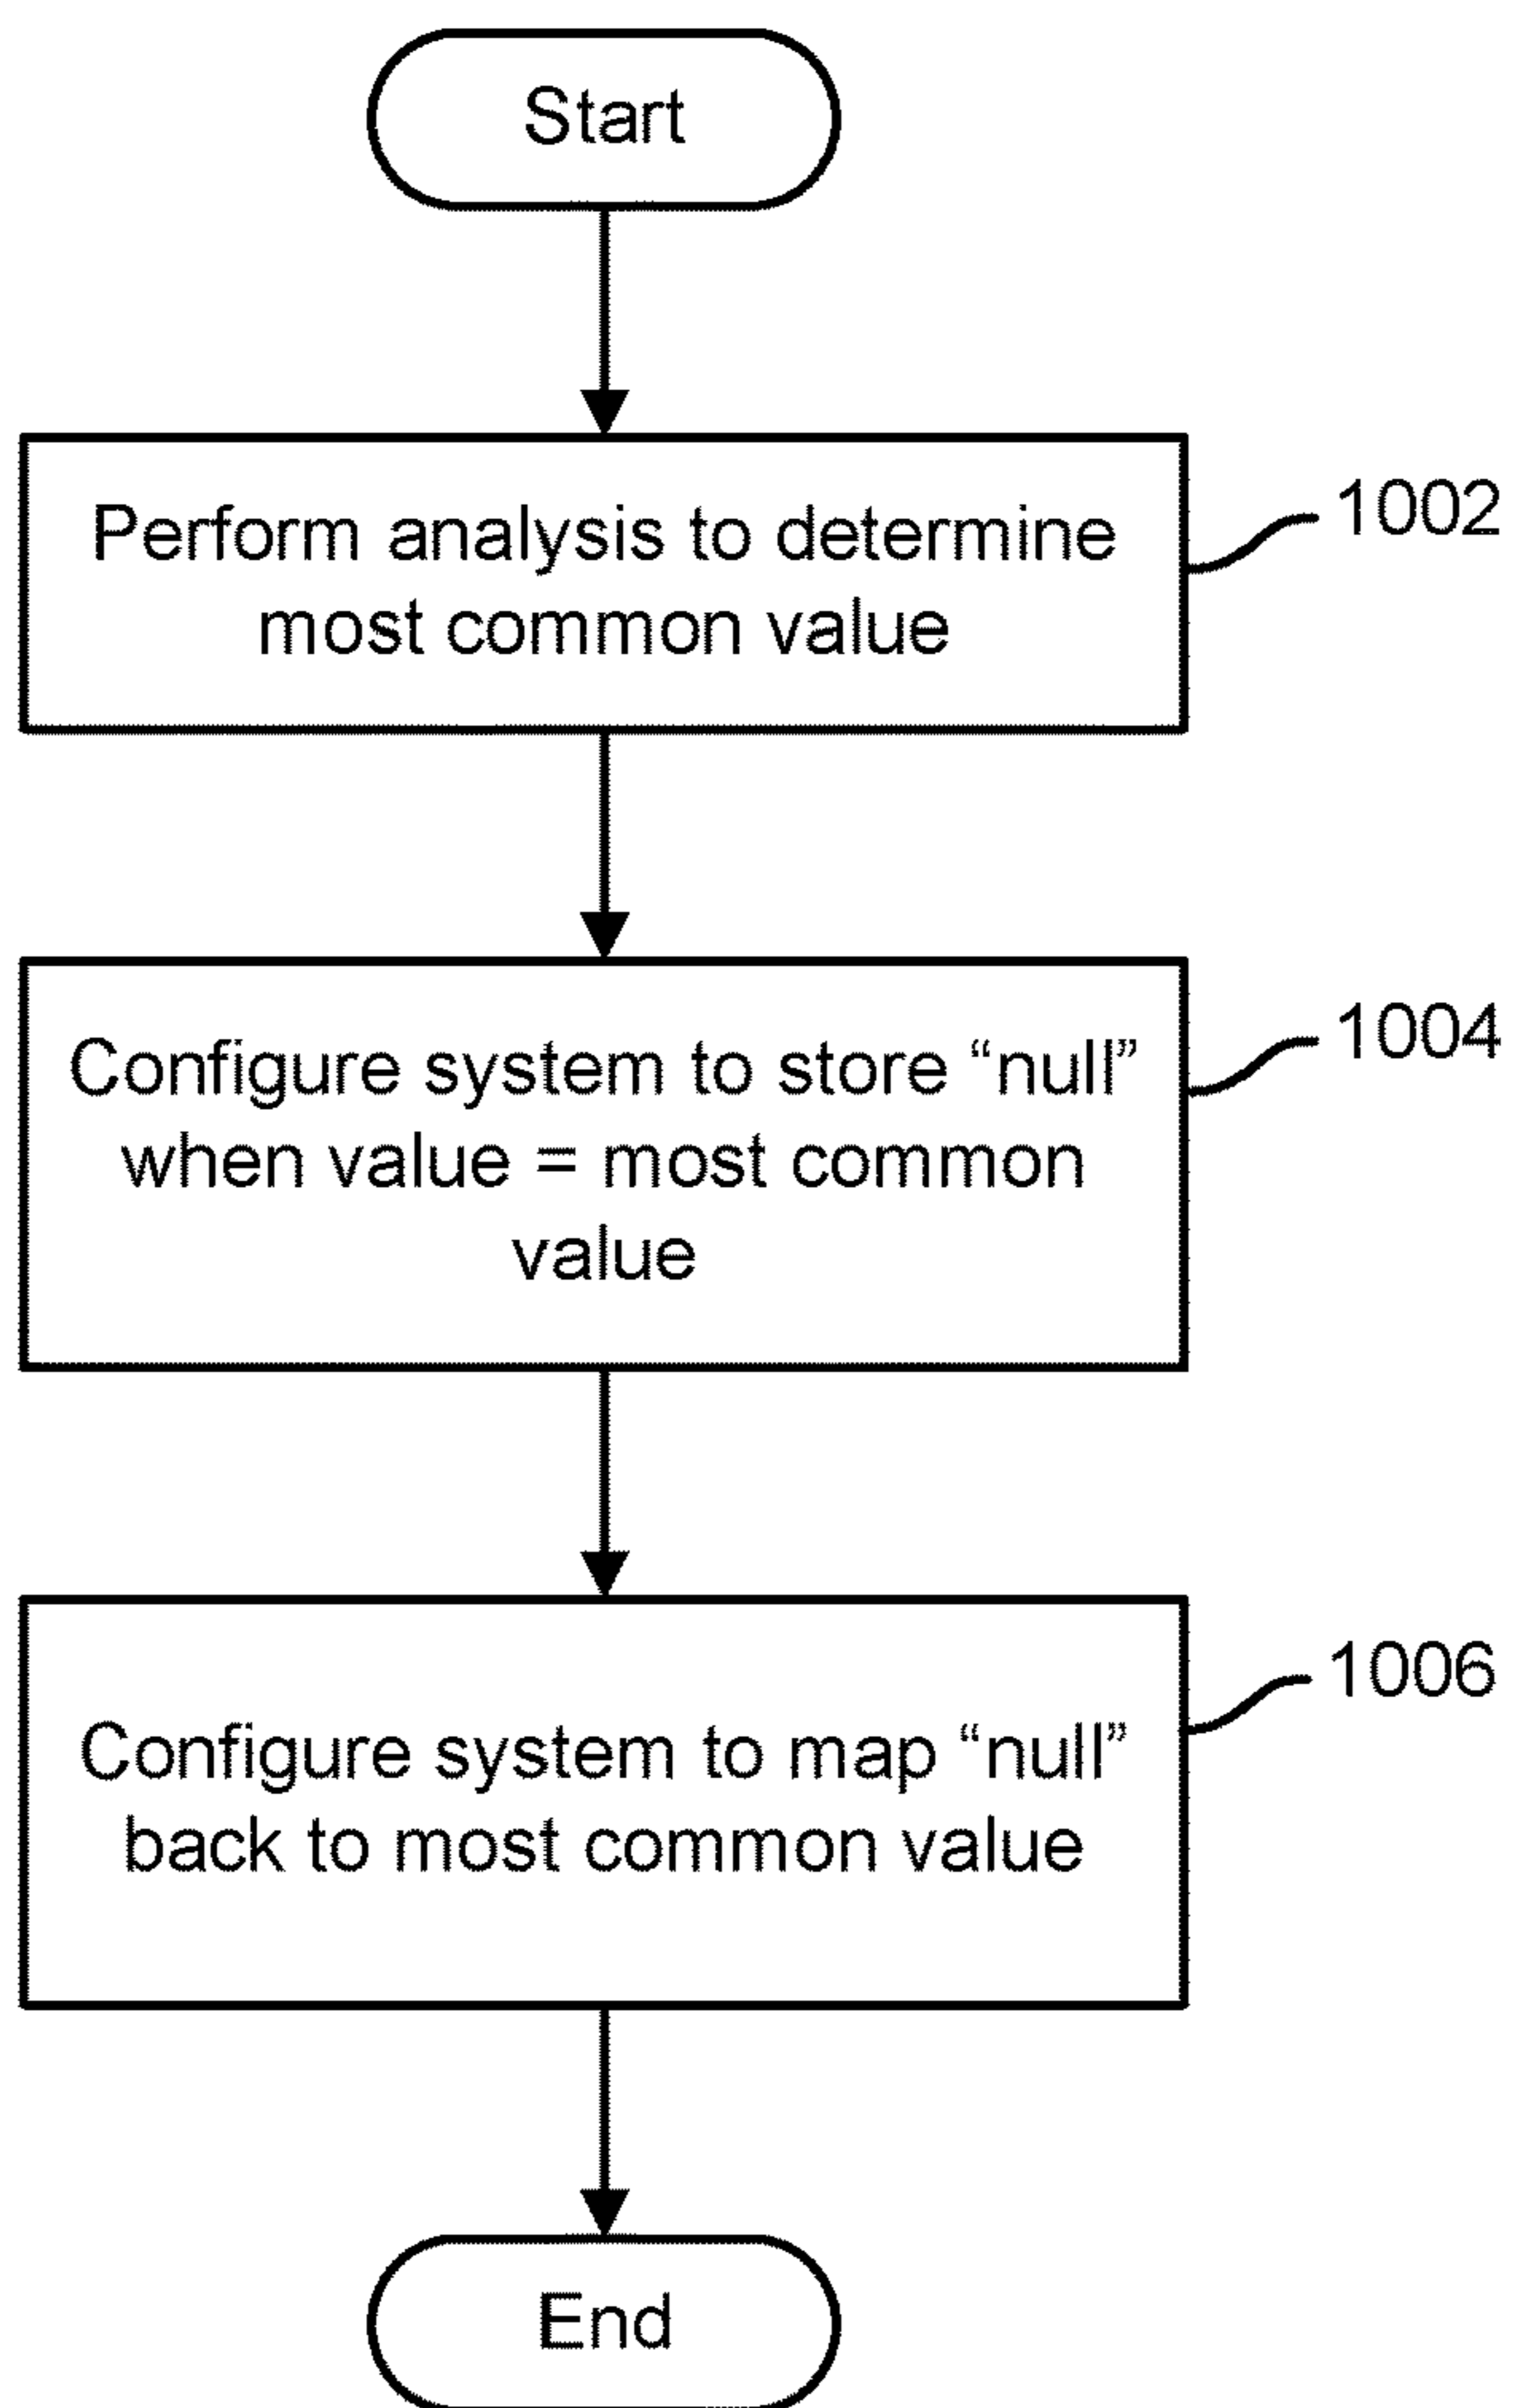 Start
Perform analysis to determine
most common value
1002
Configure system to store “null”
when value = most common
value
1004
Configure system to map “null”
back to most common value
1006
End